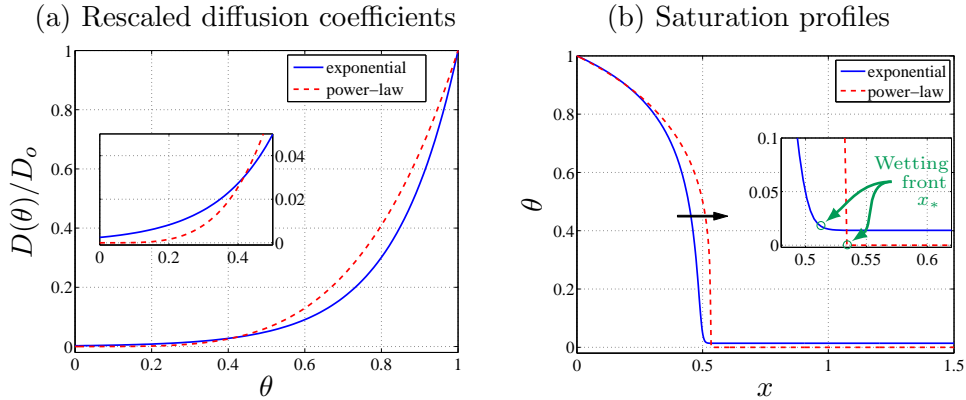 (a) Rescaled diffusion coefficients
D(θ)/D_o
1
0.8
0.6
0.4
0.2
0
0
0.2
0.4
0.6
0.8
1
θ
exponential
power−law
0.04
0.02
0
0
0.2
0.4
(b) Saturation profiles
θ
1
0.8
0.6
0.4
0.2
0
0
0.5
1
1.5
x
exponential
power−law
0.1
0.05
0
0.5
0.55
0.6
Wetting
front
x_*